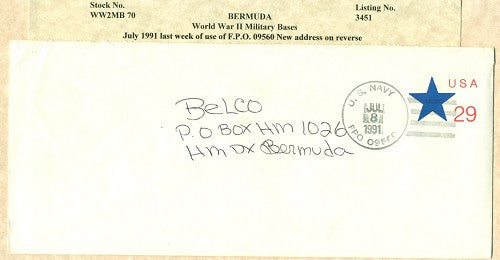 Stock No.
WW2MB 70
BERMUDA
Listing No.
3451
World War II Military Bases
July 1991 last week of use of F.P.O. 09560 New address on reverse
USA
29
U.S. NAVY
JUL
8
1991
FPO
BeLCO
P.O BOX HM 1026
HM DX Bermuda